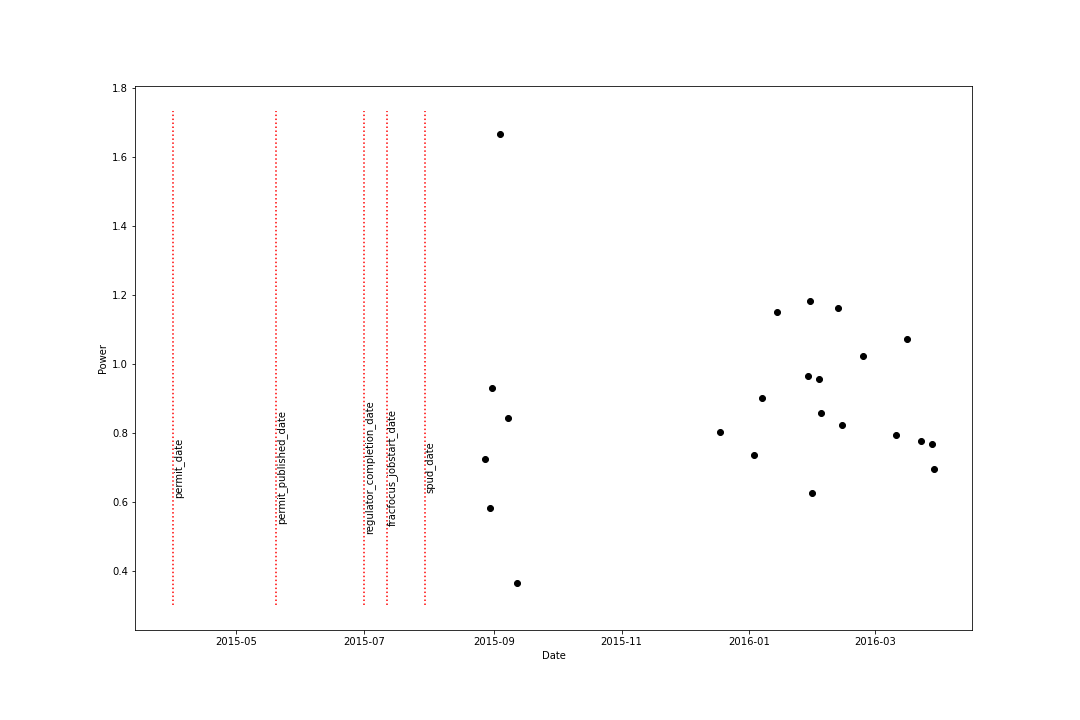 1.8
1.6
1.4
1.2
1.0
0.8
0.6
0.4
Power
permit_date
permit_published_date
regulator_completion_date
fracfocus_jobstart_date
spud_date
2015-05
2015-07
2015-09
2015-11
2016-01
2016-03
Date